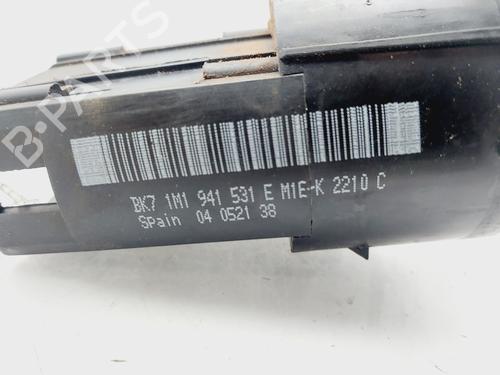 B-PARTS
BK7 1M1 941 531 E M1E-K 2210 C
Spain 04 0521 38